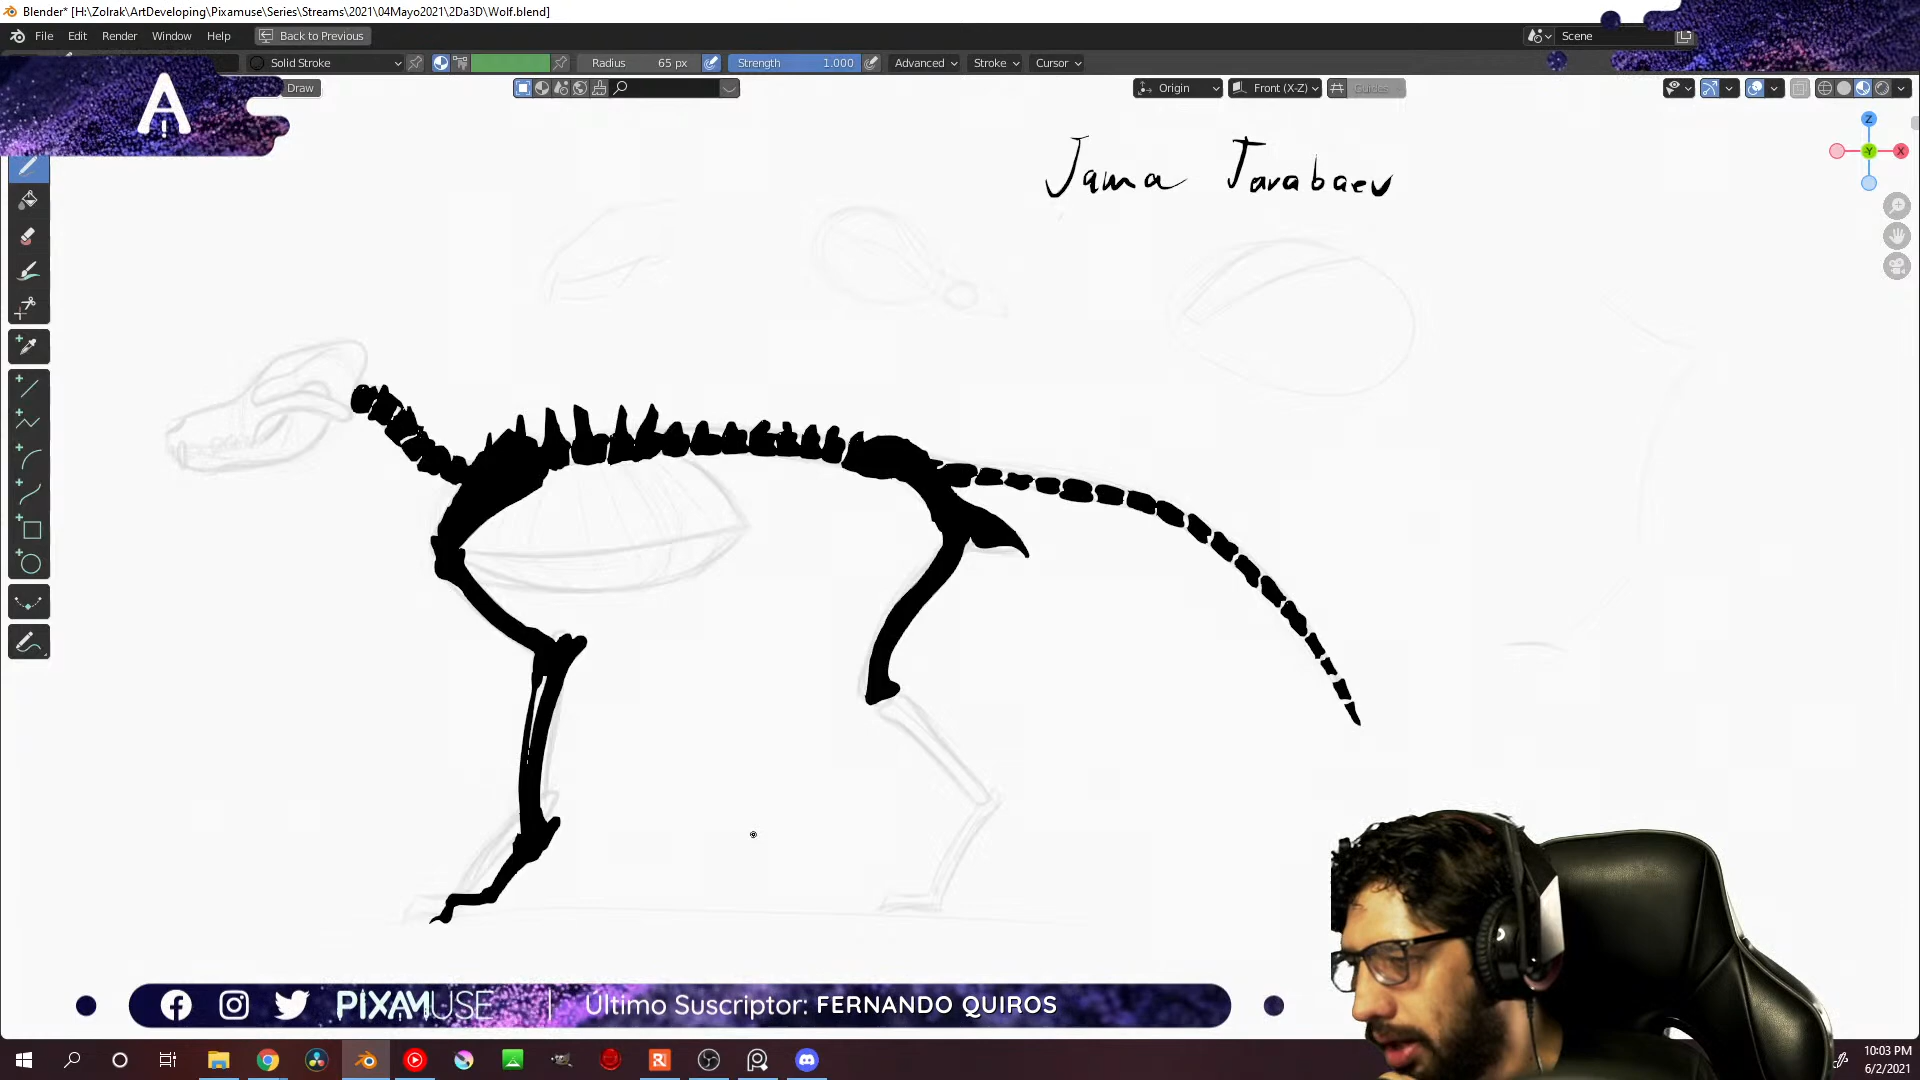 Blender* [H:\Zolrak\ArtDeveloping\Pixamuse\Series\Streams\2021\04Mayo2021\2Da3D\Wolf.blend]
File Edit Render Window Help Back to Previous Scene
Solid Stroke Radius 65 px Strength 1.000 Advanced Stroke Cursor
Draw Origin Front (X-Z) Guides
Z
-Y X
Jama Tarabaev
PIXAMUSE Último Suscriptor: FERNANDO QUIROS
10:03 PM
6/2/2021